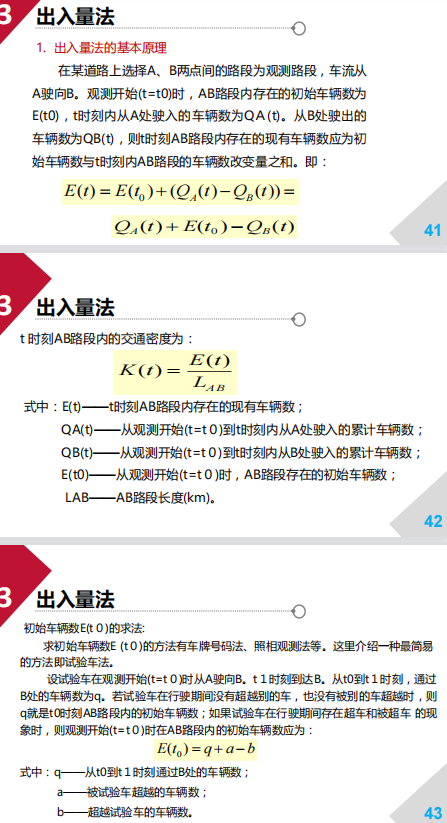 3
出入量法
1. 出入量法的基本原理
在某道路上选择A、B两点间的路段为观测路段，车流从
A驶向B。观测开始(t=t0)时，AB路段内存在的初始车辆数为
E(t0)，t时刻内从A处驶入的车辆数为QA (t)。从B处驶出的
车辆数为QB(t)，则t时刻AB路段内存在的现有车辆数应为初
始车辆数与t时刻内AB路段的车辆数改变量之和。即：
E(t) = E(t₀) + (Q_A(t) − Q_B(t)) =
Q_A(t) + E(t₀) − Q_B(t)
41
3
出入量法
t 时刻AB路段内的交通密度为：
K(t) = E(t) / L_AB
式中：E(t)——t时刻AB路段内存在的现有车辆数；
QA(t)——从观测开始(t=t 0 )到t时刻内从A处驶入的累计车辆数；
QB(t)——从观测开始(t=t 0 )到t时刻内从B处驶入的累计车辆数；
E(t0)——从观测开始(t=t 0 )时，AB路段存在的初始车辆数；
LAB——AB路段长度(km)。
42
3
出入量法
初始车辆数E(t 0 )的求法:
求初始车辆数E (t 0 )的方法有车牌号码法、照相观测法等。这里介绍一种最简易
的方法即试验车法。
设试验车在观测开始(t=t 0 )时从A驶向B。t 1 时刻到达B。从t0到t 1 时刻，通过
B处的车辆数为q。若试验车在行驶期间没有超越别的车，也没有被别的车超越时，则
q就是t0时刻AB路段内的初始车辆数；如果试验车在行驶期间存在超车和被超车 的现
象时，则观测开始(t=t 0 )时在AB路段内的初始车辆数应为：
E(t₀) = q + a − b
式中：q——从t0到t 1 时刻通过B处的车辆数；
a——被试验车超越的车辆数；
b——超越试验车的车辆数。
43